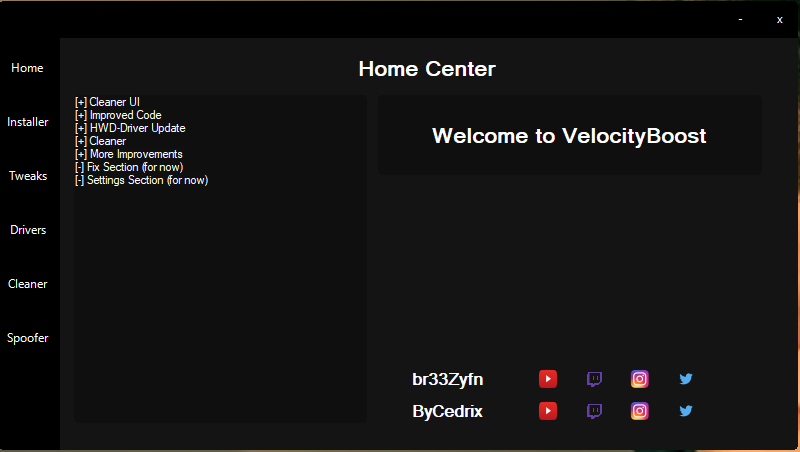 - x
Home
Installer
Tweaks
Drivers
Cleaner
Spoofer
Home Center
[+] Cleaner UI
[+] Improved Code
[+] HWD-Driver Update
[+] Cleaner
[+] More Improvements
[-] Fix Section (for now)
[-] Settings Section (for now)
Welcome to VelocityBoost
br33Zyfn
ByCedrix